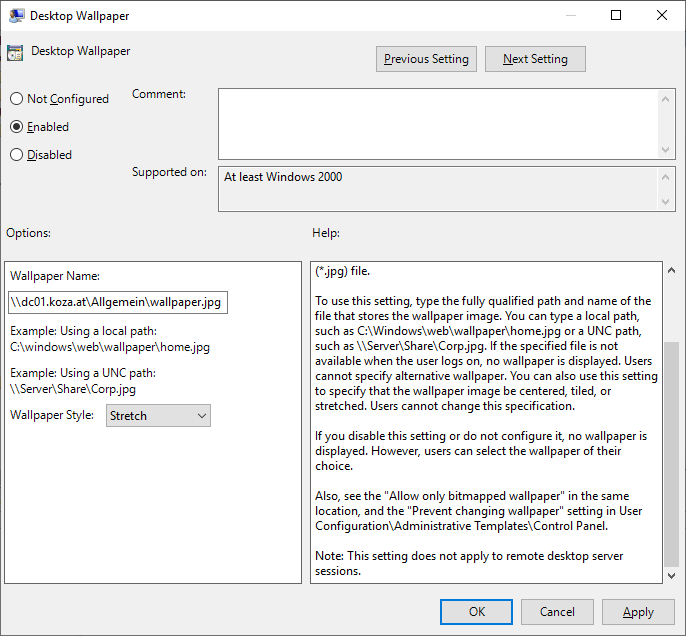 Desktop Wallpaper
Desktop Wallpaper
Previous Setting
Next Setting
Not Configured
Enabled
Disabled
Comment:
Supported on:
At least Windows 2000
Options:
Help:
Wallpaper Name:
\\dc01.koza.at\Allgemein\wallpaper.jpg
Example: Using a local path:
C:\windows\web\wallpaper\home.jpg
Example: Using a UNC path:
\\Server\Share\Corp.jpg
Wallpaper Style:
Stretch
(*.jpg) file.
To use this setting, type the fully qualified path and name of the
file that stores the wallpaper image. You can type a local path,
such as C:\Windows\web\wallpaper\home.jpg or a UNC path,
such as \\Server\Share\Corp.jpg. If the specified file is not
available when the user logs on, no wallpaper is displayed. Users
cannot specify alternative wallpaper. You can also use this setting
to specify that the wallpaper image be centered, tiled, or
stretched. Users cannot change this specification.
If you disable this setting or do not configure it, no wallpaper is
displayed. However, users can select the wallpaper of their
choice.
Also, see the "Allow only bitmapped wallpaper" in the same
location, and the "Prevent changing wallpaper" setting in User
Configuration\Administrative Templates\Control Panel.
Note: This setting does not apply to remote desktop server
sessions.
OK
Cancel
Apply